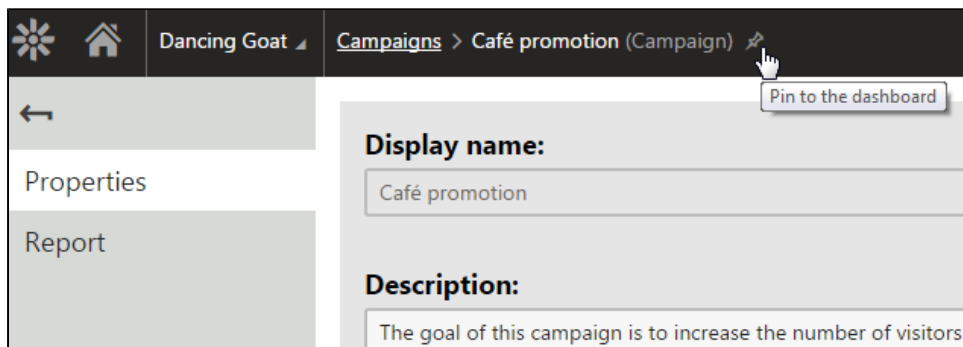 Dancing Goat
Campaigns > Café promotion (Campaign)
Pin to the dashboard
Properties
Report
Display name:
Café promotion
Description:
The goal of this campaign is to increase the number of visitors